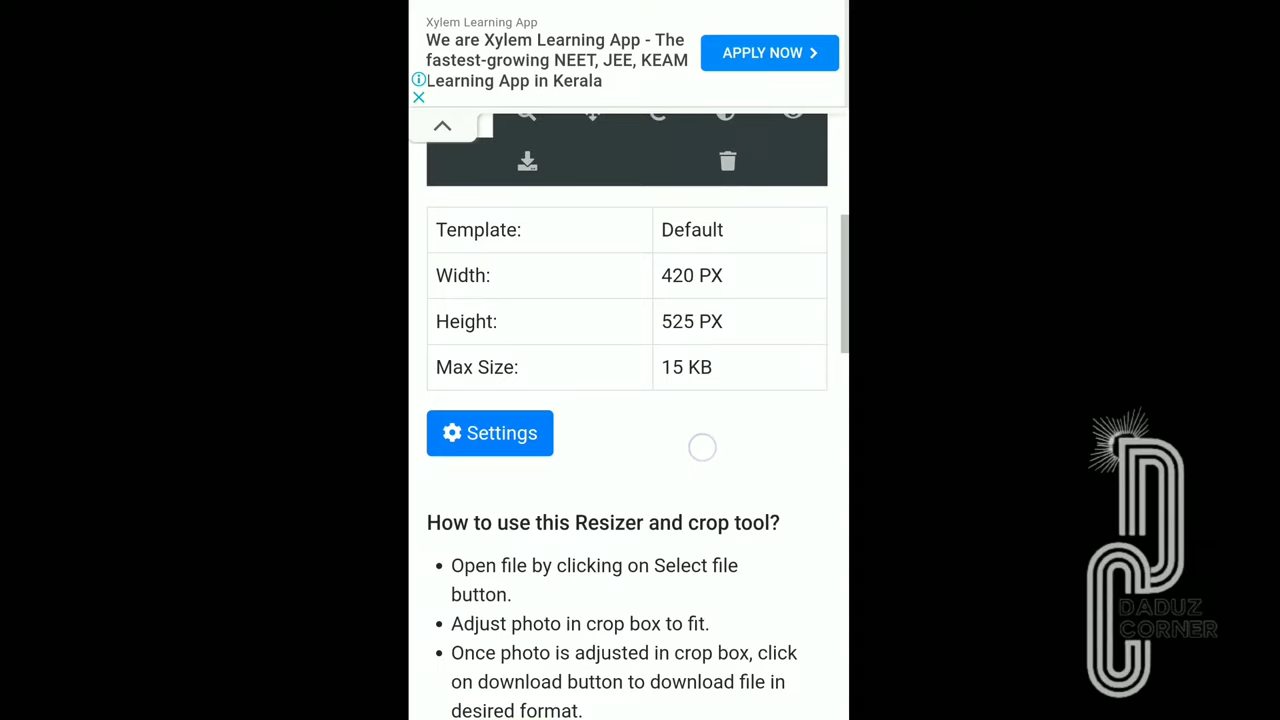 Xylem Learning App
We are Xylem Learning App - The
fastest-growing NEET, JEE, KEAM
Learning App in Kerala
APPLY NOW
Template: Default
Width: 420 PX
Height: 525 PX
Max Size: 15 KB
Settings
How to use this Resizer and crop tool?
• Open file by clicking on Select file
button.
• Adjust photo in crop box to fit.
• Once photo is adjusted in crop box, click
on download button to download file in
desired format.
DADUZ
CORNER